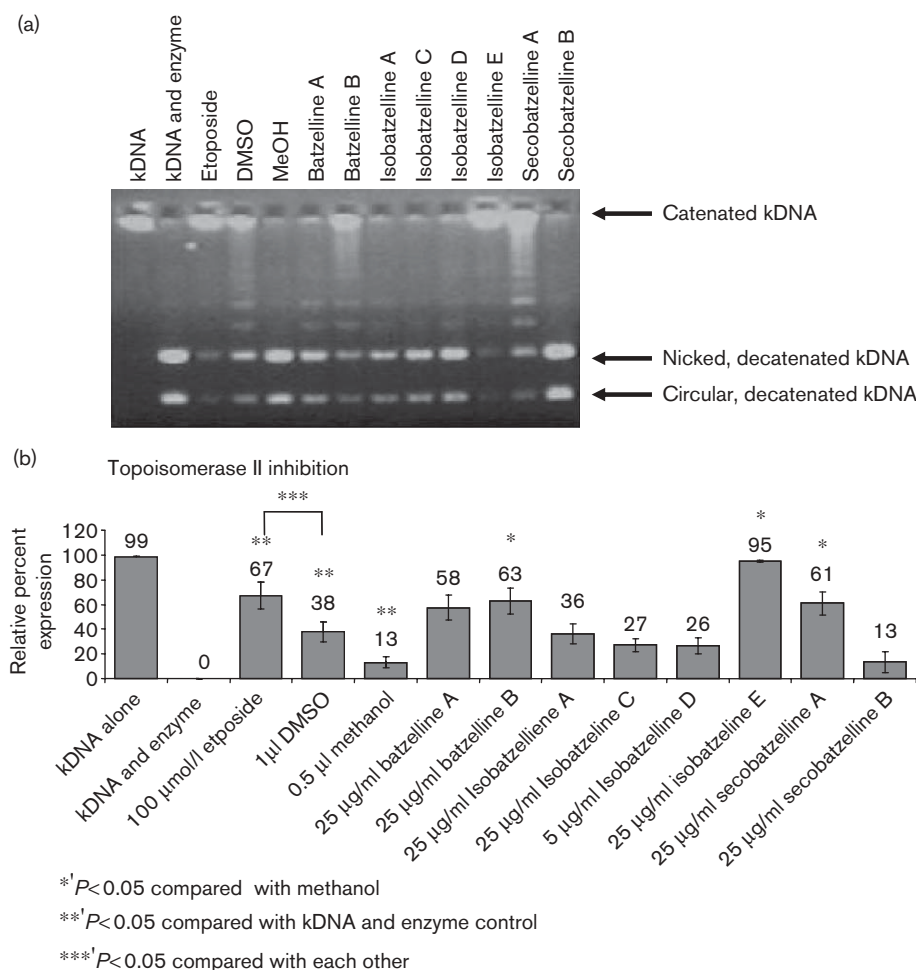 (a)
kDNA
kDNA and enzyme
Etoposide
DMSO
MeOH
Batzelline A
Batzelline B
Isobatzelline A
Isobatzelline C
Isobatzelline D
Isobatzelline E
Secobatzelline A
Secobatzelline B
Catenated kDNA
Nicked, decatenated kDNA
Circular, decatenated kDNA
(b)
Topoisomerase II inhibition
Relative percent
expression
120
100
80
60
40
20
0
99
0
**
67
***
**
38
**
13
58
*
63
36
27
26
*
95
*
61
13
kDNA alone
kDNA and enzyme
100 μmol/l etposide
1μl DMSO
0.5 μl methanol
25 μg/ml batzelline A
25 μg/ml batzeline B
25 μg/ml Isobatzelliene A
25 μg/ml Isobatzeline C
5 μg/ml Isobatzeline D
25 μg/ml isobatzeline E
25 μg/ml secobatzelline A
25 μg/ml secobatzelline B
*'P<0.05 compared with methanol
**'P<0.05 compared with kDNA and enzyme control
***'P<0.05 compared with each other